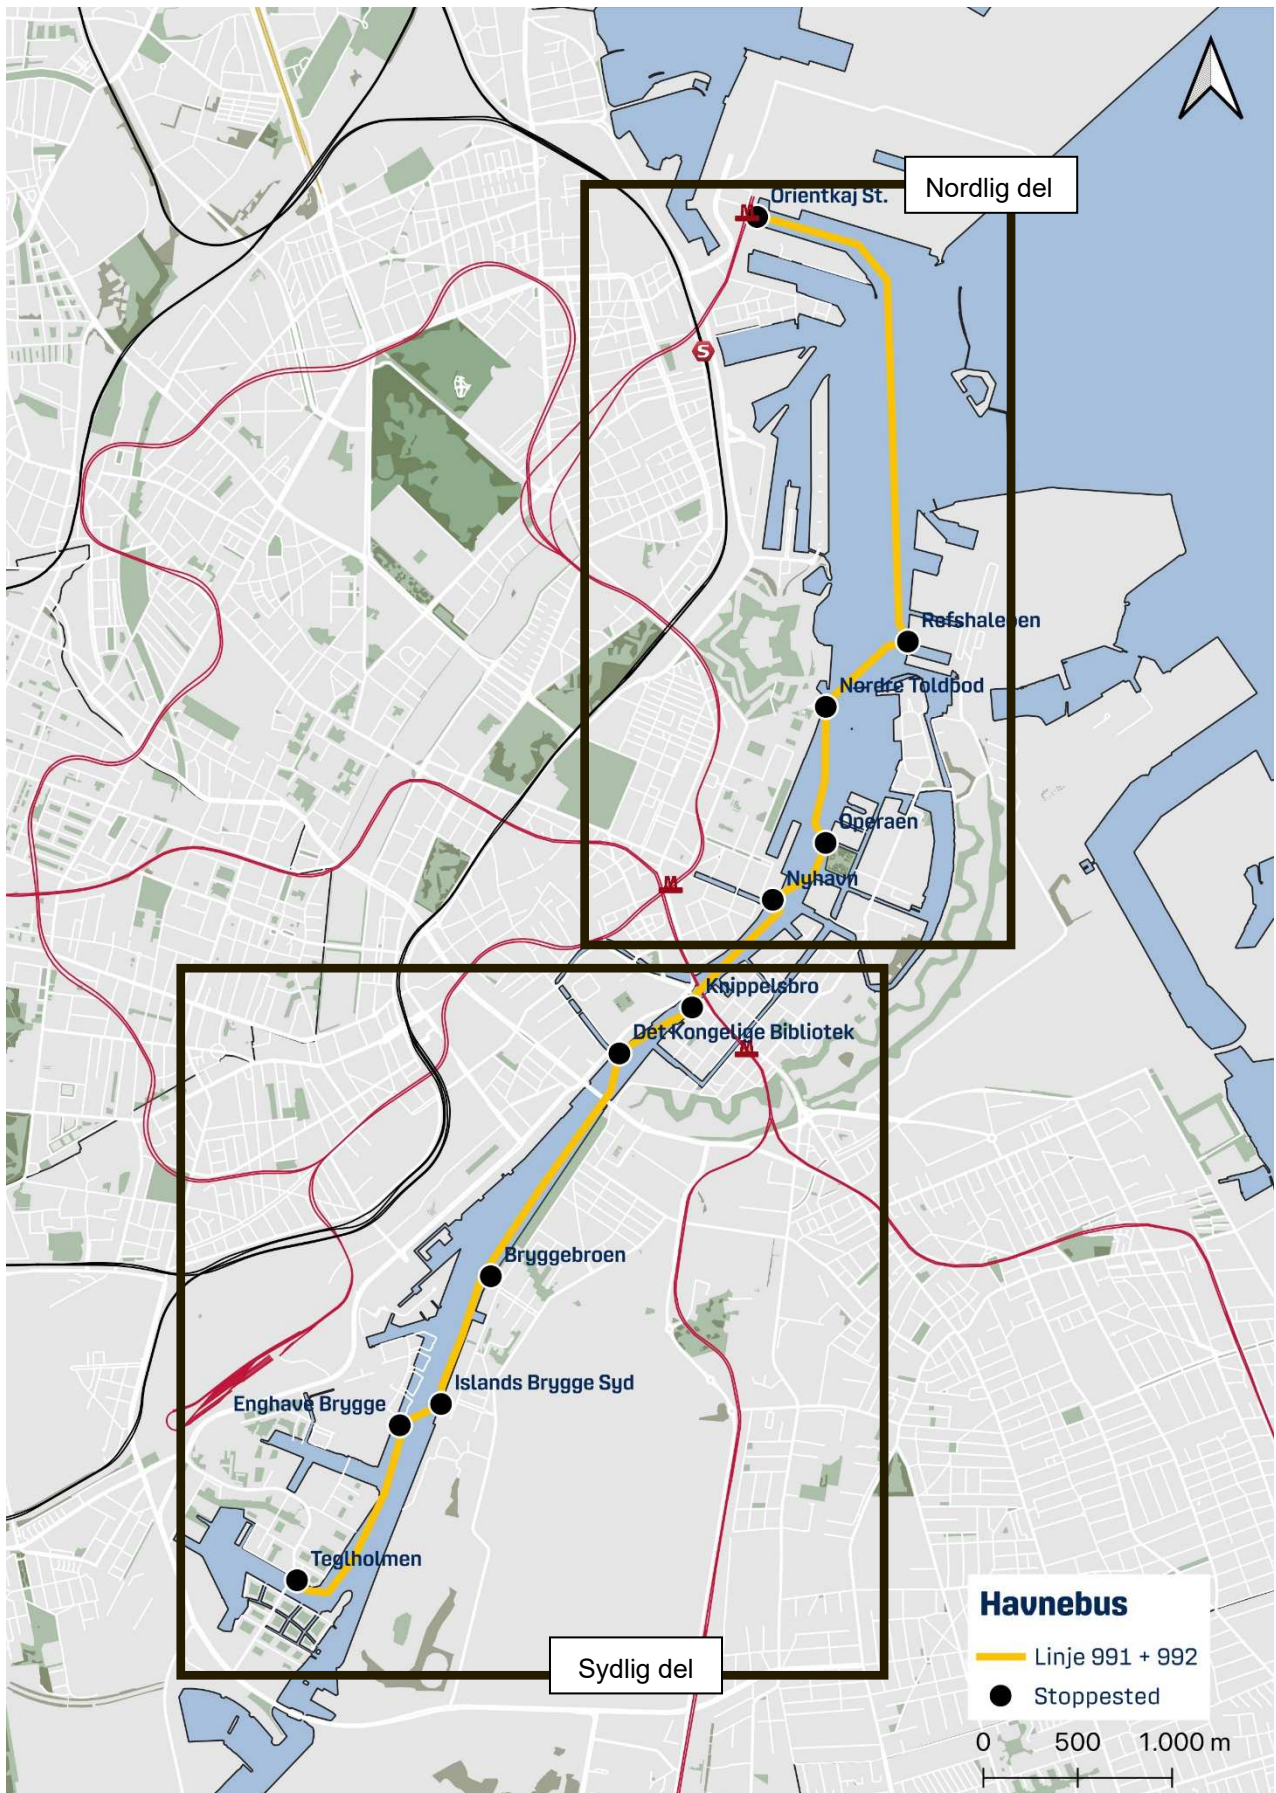 Nordlig del
Orientkaj St.
M
S
Refshaleøen
Nordre Toldbod
Operaen
Nyhavn
M
Knippelsbro
Det Kongelige Bibliotek
M
Bryggebroen
Islands Brygge Syd
Enghave Brygge
Teglholmen
Sydlig del
Havnebus
Linje 991 + 992
Stoppested
0 500 1.000 m